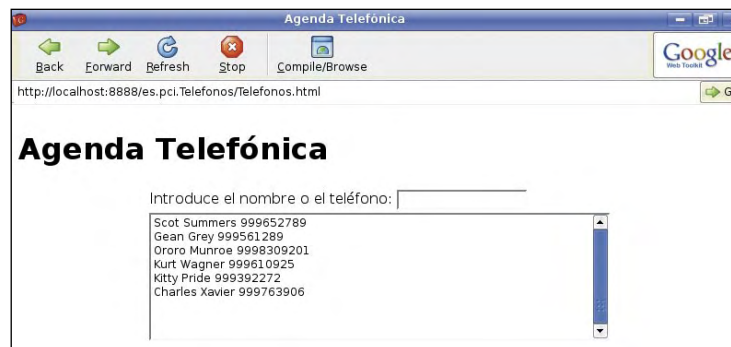 Agenda Telefónica
Back Forward Refresh Stop Compile/Browse
Google
Web Toolkit
http://localhost:8888/es.pci.Telefonos/Telefonos.html
G
Agenda Telefónica
Introduce el nombre o el teléfono:
Scot Summers 999652789
Gean Grey 999561289
Ororo Munroe 9998309201
Kurt Wagner 999610925
Kitty Pride 999392272
Charles Xavier 999763906